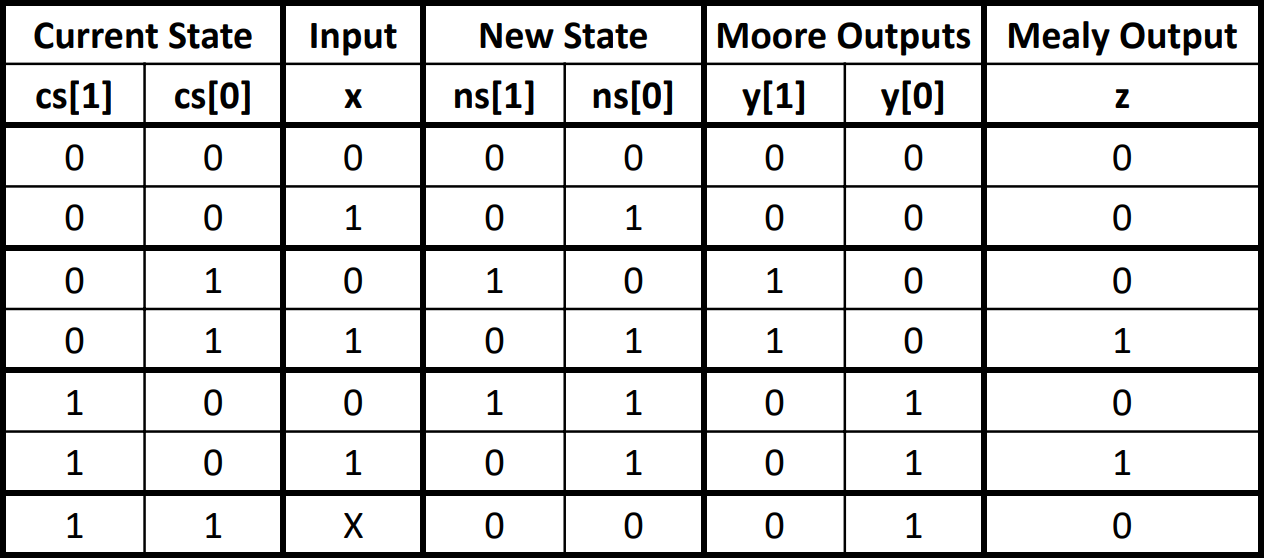 Current State Input New State Moore Outputs Mealy Output
cs[1] cs[0] x ns[1] ns[0] y[1] y[0] z
0 0 0 0 0 0 0 0
0 0 1 0 1 0 0 0
0 1 0 1 0 1 0 0
0 1 1 0 1 1 0 1
1 0 0 1 1 0 1 0
1 0 1 0 1 0 1 1
1 1 X 0 0 0 1 0